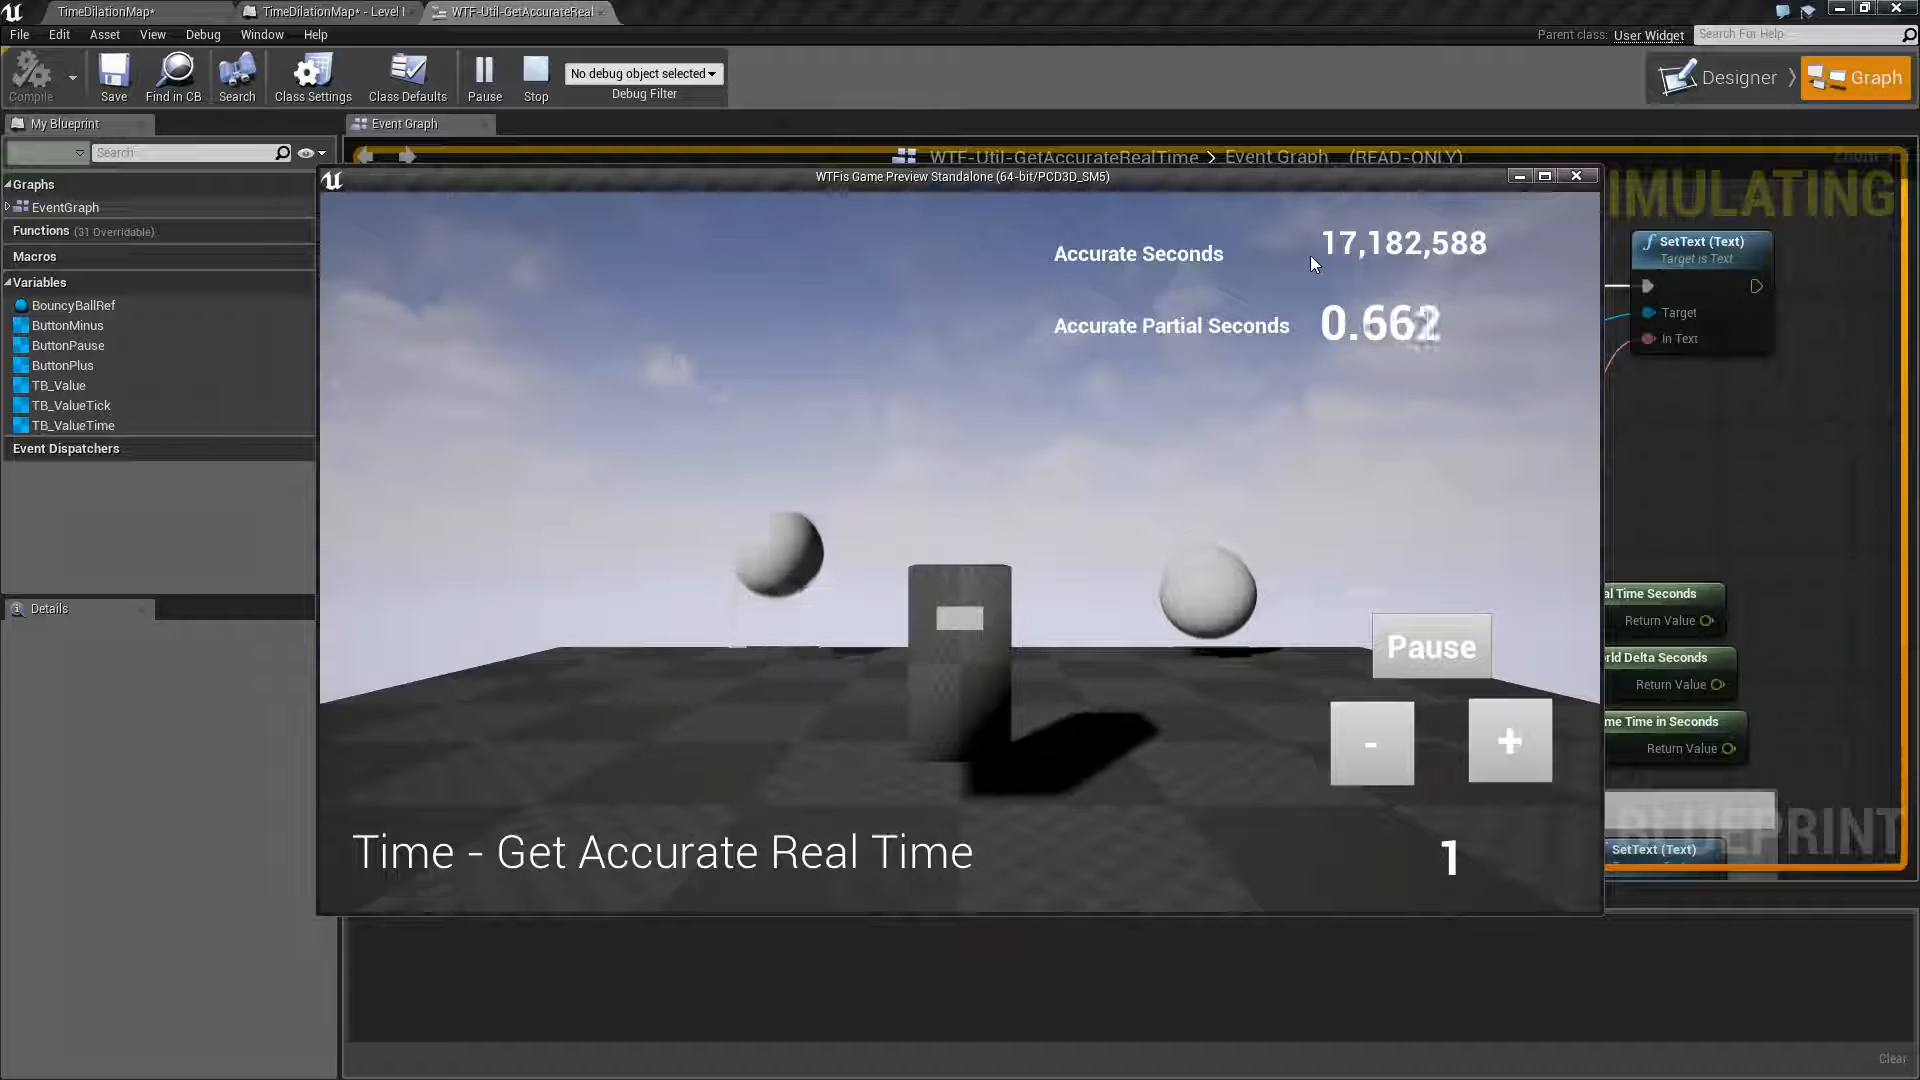 TimeDilationMap*
TimeDilationMap* - Level
WTF-Util-GetAccurateReal
File Edit Asset View Debug Window Help
Parent class: User Widget
Search For Help
Compile
Save
Find in CB
Search
Class Settings
Class Defaults
Pause
Stop
No debug object selected
Debug Filter
Designer
Graph
My Blueprint
Event Graph
Search
WTF-Util-GetAccurateRealTime > Event Graph (READ-ONLY)
Graphs
EventGraph
Functions (31 Overridable)
Macros
Variables
BouncyBallRef
ButtonMinus
ButtonPause
ButtonPlus
TB_Value
TB_ValueTick
TB_ValueTime
Event Dispatchers
Details
WTFis Game Preview Standalone (64-bit/PCD3D_SM5)
Accurate Seconds 17,182,588
Accurate Partial Seconds
Pause
- +
Time - Get Accurate Real Time
1
IMULATING
SetText (Text)
Target is Text
Target
In Text
al Time Seconds
Return Value
rld Delta Seconds
Return Value
me Time in Seconds
Return Value
BLUEPRINT
SetText (Text)
Clear